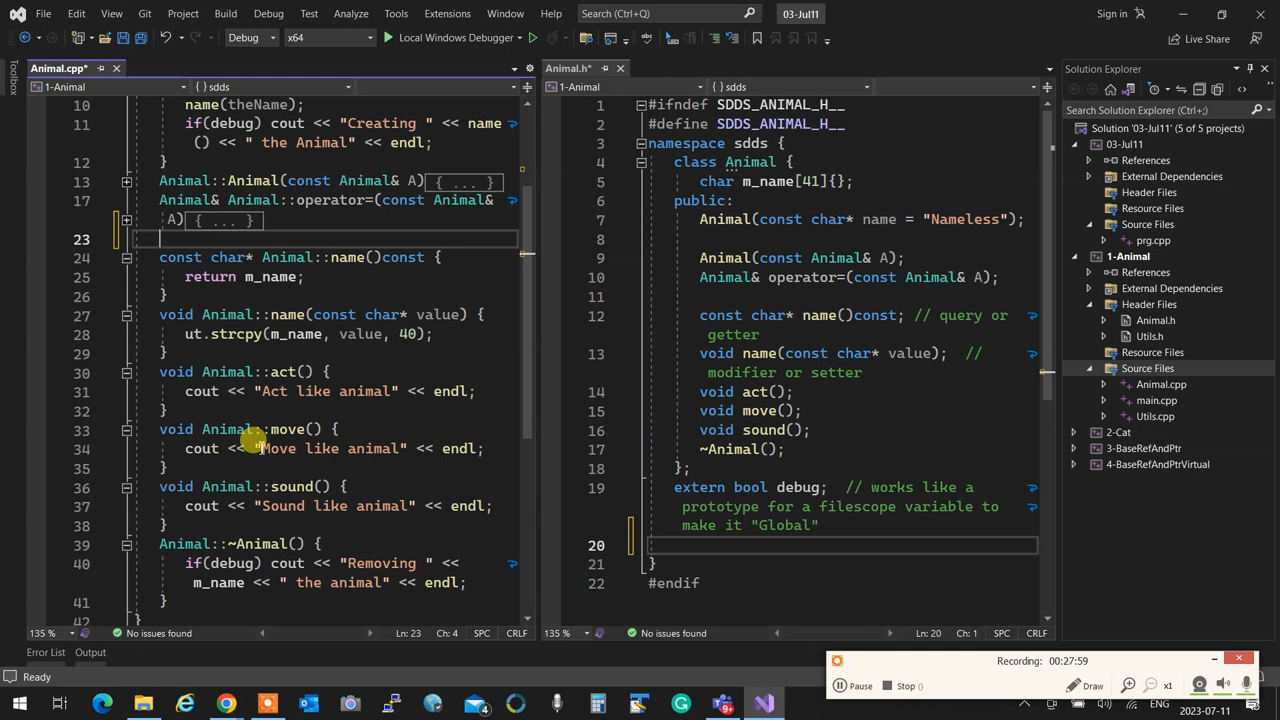 File Edit View Git Project Build Debug Test Analyze Tools Extensions Window Help Search (Ctrl+Q) 03-Jul11 Sign in
Debug x64 Local Windows Debugger Live Share
Toolbox
Animal.cpp*
1-Animal {} sdds
10 name(theName);
11 if(debug) cout << "Creating " << name
() << " the Animal" << endl;
12 }
Animal::Animal(const Animal& A){ ... }
17 Animal& Animal::operator=(const Animal&
A){ ... }
23
24 const char* Animal::name()const {
25 return m_name;
26 }
27 void Animal::name(const char* value) {
28 ut.strcpy(m_name, value, 40);
29 }
30 void Animal::act() {
31 cout << "Act like animal" << endl;
32 }
33 void Animal::move() {
34 cout << "Move like animal" << endl;
35 }
36 void Animal::sound() {
37 cout << "Sound like animal" << endl;
38 }
39 Animal::~Animal() {
40 if(debug) cout << "Removing " <<
m_name << " the animal" << endl;
41 }
42 }
135 % No issues found Ln: 23 Ch: 4 SPC CRLF
Animal.h*
1-Animal {} sdds
1 #ifndef SDDS_ANIMAL_H__
2 #define SDDS_ANIMAL_H__
3 namespace sdds {
4 class Animal {
5 char m_name[41]{};
6 public:
7 Animal(const char* name = "Nameless");
8
9 Animal(const Animal& A);
10 Animal& operator=(const Animal& A);
11
12 const char* name()const; // query or
getter
13 void name(const char* value); //
modifier or setter
14 void act();
15 void move();
16 void sound();
17 ~Animal();
18 };
19 extern bool debug; // works like a
prototype for a filescope variable to
make it "Global"
20
21 }
22 #endif
135 % No issues found Ln: 20 Ch: 1 SPC CRLF
Solution Explorer
Search Solution Explorer (Ctrl+;)
Solution '03-Jul11' (5 of 5 projects)
03-Jul11
References
External Dependencies
Header Files
Resource Files
Source Files
prg.cpp
1-Animal
References
External Dependencies
Header Files
Animal.h
Utils.h
Resource Files
Source Files
Animal.cpp
main.cpp
Utils.cpp
2-Cat
3-BaseRefAndPtr
4-BaseRefAndPtrVirtual
Error List Output
Ready
Recording: 00:27:59
Pause Stop () Draw x1
4
9+
ENG 2023-07-11